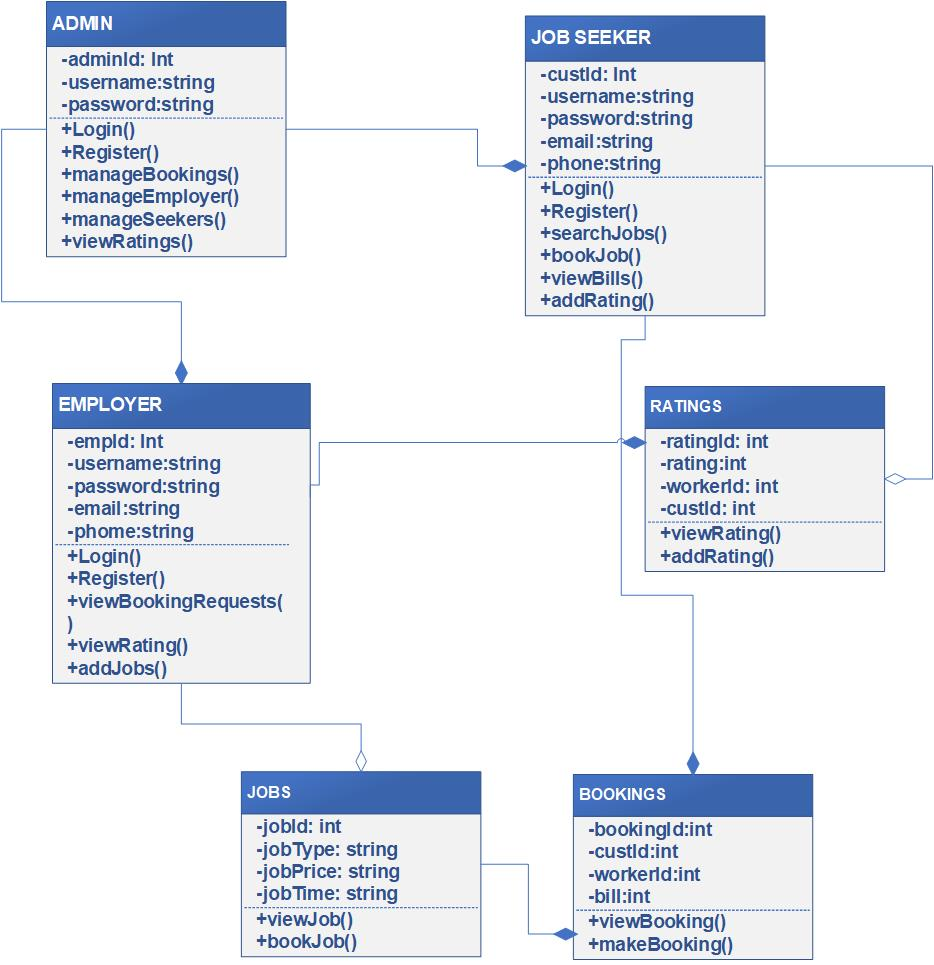 ADMIN
-adminId: Int
-username:string
-password:string
+Login()
+Register()
+manageBookings()
+manageEmployer()
+manageSeekers()
+viewRatings()
JOB SEEKER
-custId: Int
-username:string
-password:string
-email:string
-phone:string
+Login()
+Register()
+searchJobs()
+bookJob()
+viewBills()
+addRating()
EMPLOYER
-empId: Int
-username:string
-password:string
-email:string
-phome:string
+Login()
+Register()
+viewBookingRequests(
)
+viewRating()
+addJobs()
RATINGS
-ratingId: int
-rating:int
-workerId: int
-custId: int
+viewRating()
+addRating()
JOBS
-jobId: int
-jobType: string
-jobPrice: string
-jobTime: string
+viewJob()
+bookJob()
BOOKINGS
-bookingId:int
-custId:int
-workerId:int
-bill:int
+viewBooking()
+makeBooking()